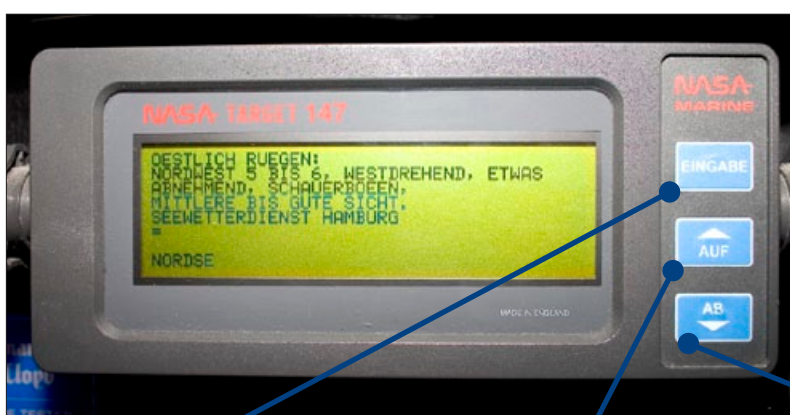 NASA TARGET 147
OESTLICH RUEGEN:
NORDWEST 5 BIS 6, WESTDREHEND, ETWAS
ABNEHMEND, SCHAUERBOEEN,
MITTLERE BIS GUTE SICHT.
SEEWETTERDIENST HAMBURG
=
NORDSE
MADE IN ENGLAND
NASA
MARINE
EINGABE
AUF
AB